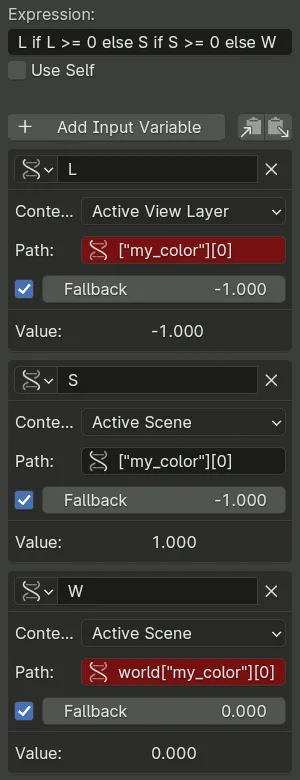 Expression:
L if L >= 0 else S if S >= 0 else W
Use Self
+ Add Input Variable
L
Conte... Active View Layer
Path: ["my_color"][0]
Fallback -1.000
Value: -1.000
S
Conte... Active Scene
Path: ["my_color"][0]
Fallback -1.000
Value: 1.000
W
Conte... Active Scene
Path: world["my_color"][0]
Fallback 0.000
Value: 0.000